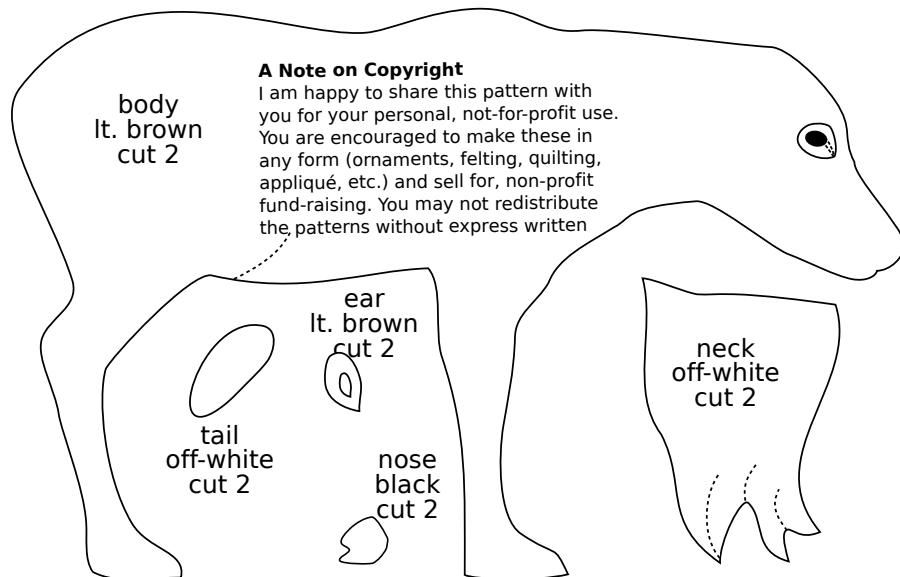 A Note on Copyright
I am happy to share this pattern with
you for your personal, not-for-profit use.
You are encouraged to make these in
any form (ornaments, felting, quilting,
appliqué, etc.) and sell for, non-profit
fund-raising. You may not redistribute
the patterns without express written
body
lt. brown
cut 2
ear
lt. brown
cut 2
neck
off-white
cut 2
tail
off-white
cut 2
nose
black
cut 2